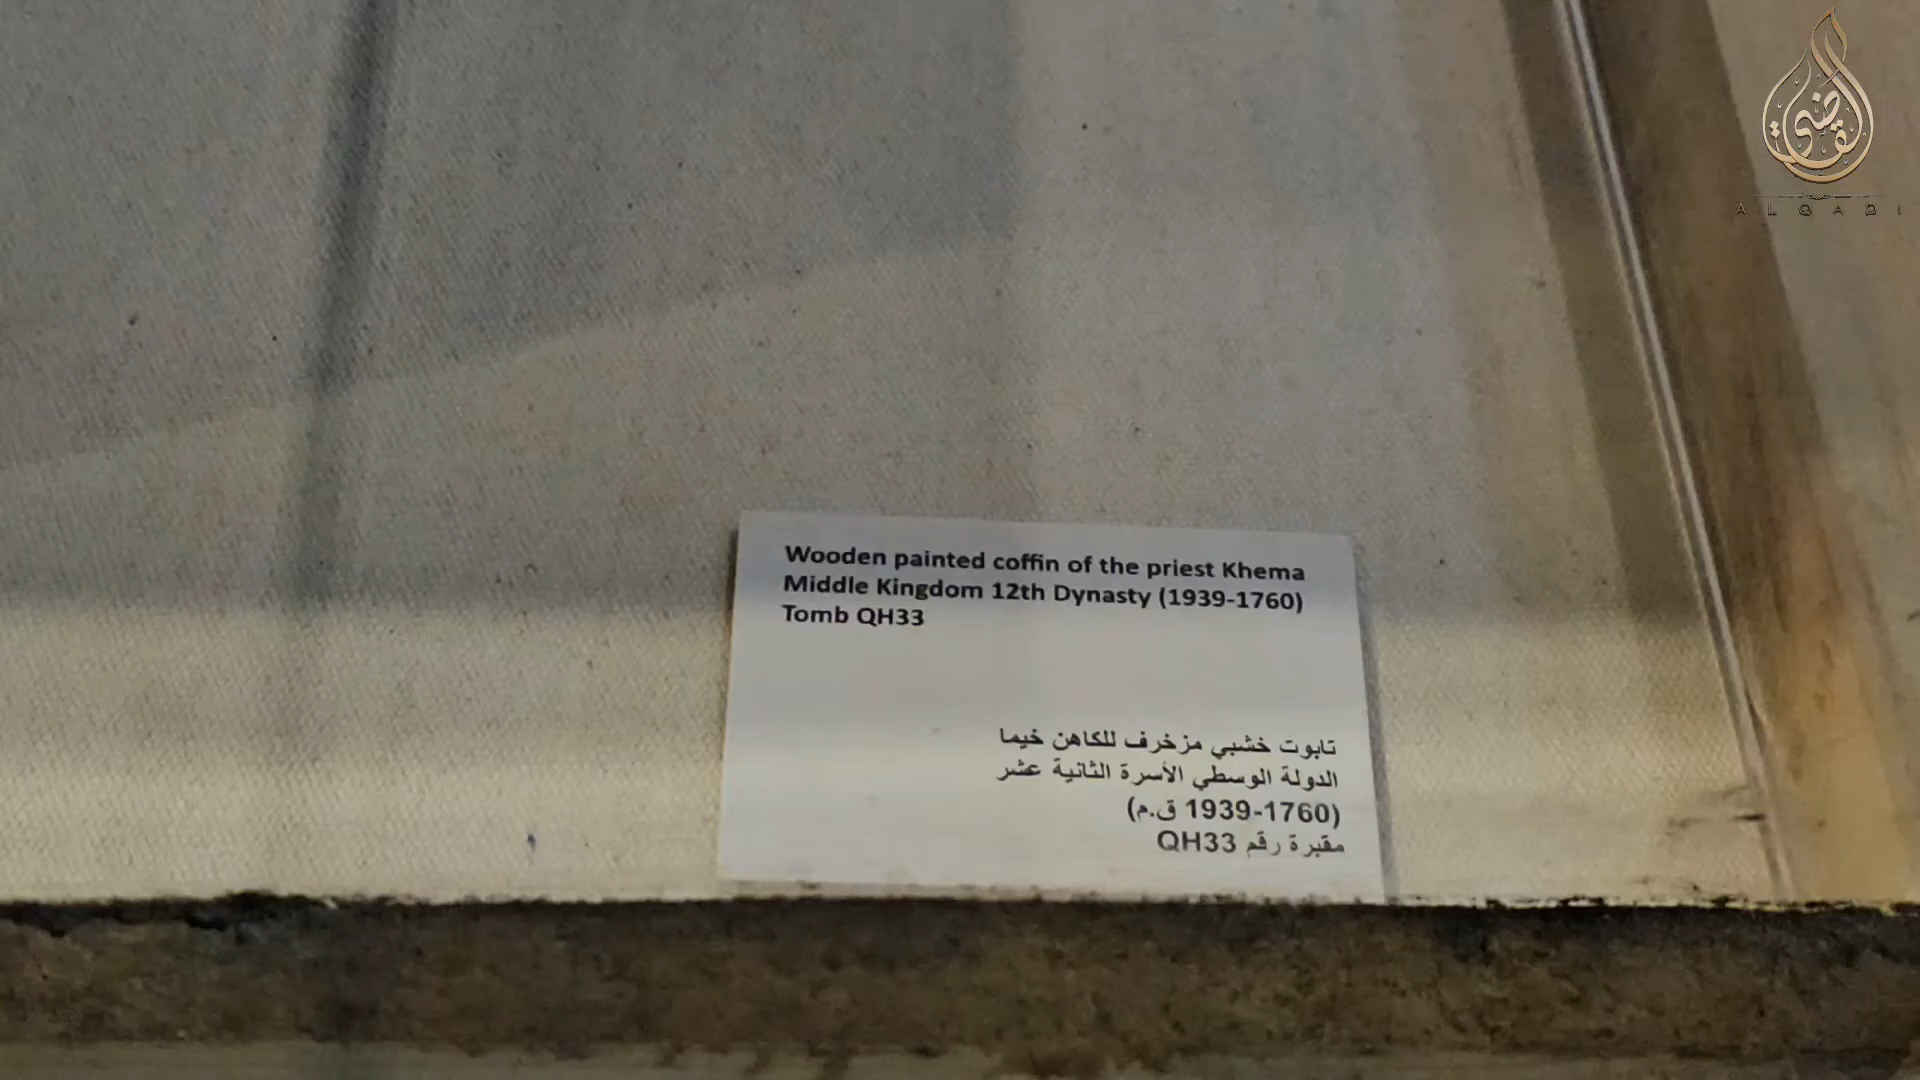 Wooden painted coffin of the priest Khema
Middle Kingdom 12th Dynasty (1939-1760)
Tomb QH33
تابوت خشبي مزخرف للكاهن خيما
الدولة الوسطي الأسرة الثانية عشر
(1939-1760 ق.م)
مقبرة رقم QH33
القاضي
ALQADI